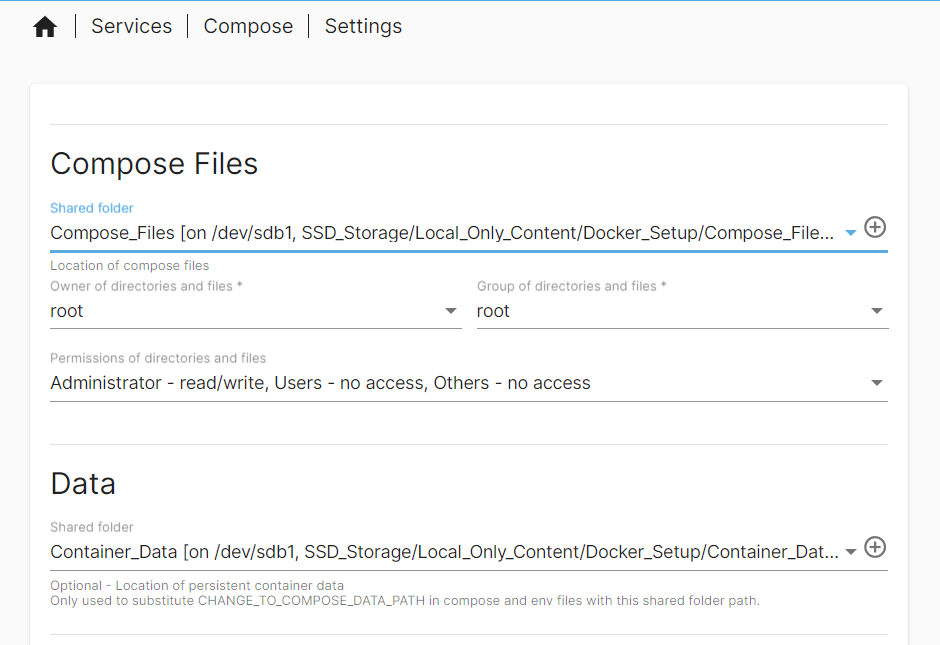 Services | Compose | Settings
Compose Files
Shared folder
Compose_Files [on /dev/sdb1, SSD_Storage/Local_Only_Content/Docker_Setup/Compose_File...
Location of compose files
Owner of directories and files * Group of directories and files *
root root
Permissions of directories and files
Administrator - read/write, Users - no access, Others - no access
Data
Shared folder
Container_Data [on /dev/sdb1, SSD_Storage/Local_Only_Content/Docker_Setup/Container_Dat...
Optional - Location of persistent container data
Only used to substitute CHANGE_TO_COMPOSE_DATA_PATH in compose and env files with this shared folder path.